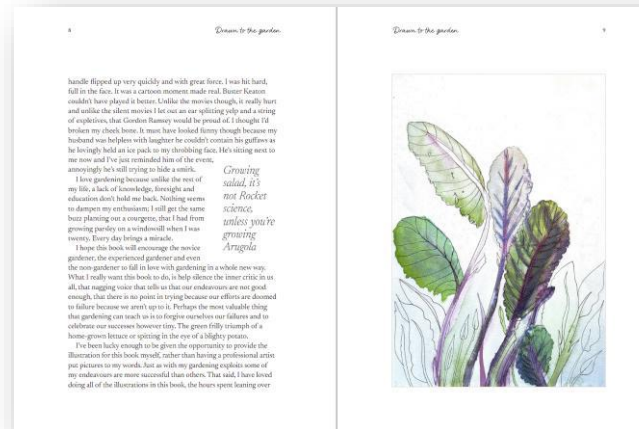 8
Drawn to the garden
handle flipped up very quickly and with great force. I was hit hard,
full in the face. It was a cartoon moment made real. Buster Keaton
couldn't have played it better. Unlike the movies though, it really hurt
and unlike the silent movies I let out an ear splitting yelp and a string
of expletives, that Gordon Ramsey would be proud of. I thought I'd
broken my cheek bone. It must have looked funny though because my
husband was helpless with laughter he couldn't contain his guffaws as
he lovingly held an ice pack to my throbbing face. He's sitting next to
me now and I've just reminded him of the event,
annoyingly he's still trying to hide a smirk.
I love gardening because unlike the rest of
my life, a lack of knowledge, foresight and
education don't hold me back. Nothing seems
to dampen my enthusiasm; I still get the same
buzz planting out a courgette, that I had from
growing parsley on a windowsill when I was
twenty. Every day brings a miracle.
I hope this book will encourage the novice
gardener, the experienced gardener and even
the non-gardener to fall in love with gardening in a whole new way.
What I really want this book to do, is help silence the inner critic in us
all, that nagging voice that tells us that our endeavours are not good
enough, that there is no point in trying because our efforts are doomed
to failure because we aren't up to it. Perhaps the most valuable thing
that gardening can teach us is to forgive ourselves our failures and to
celebrate our successes however tiny. The green frilly triumph of a
home-grown lettuce or spitting in the eye of a blighty potato.
I've been lucky enough to be given the opportunity to provide the
illustration for this book myself, rather than having a professional artist
put pictures to my words. Just as with my gardening exploits some of
my endeavours are more successful than others. That said, I have loved
doing all of the illustrations in this book, the hours spent leaning over
Growing
salad, it's
not Rocket
science,
unless you're
growing
Arugola
Drawn to the garden
9